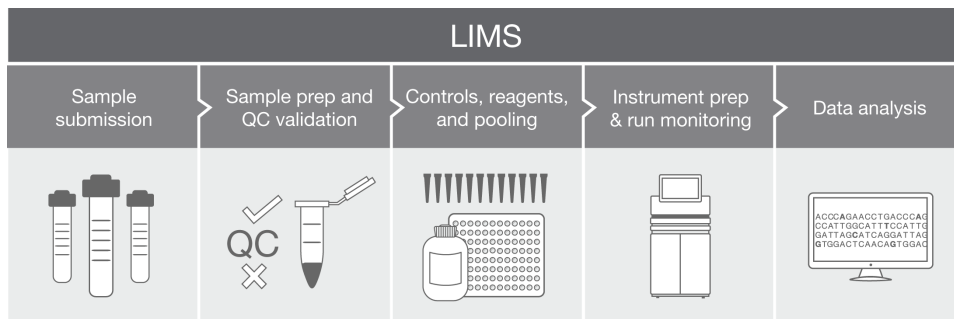 LIMS
Sample
submission
Sample prep and
QC validation
Controls, reagents,
and pooling
Instrument prep
& run monitoring
Data analysis
QC
ACCCAGAACCTGACCCAG
CCATTGGCATTTCCATTG
GATTAGCATCAGGATTAG
GTGGACTCAACAGTGGAC